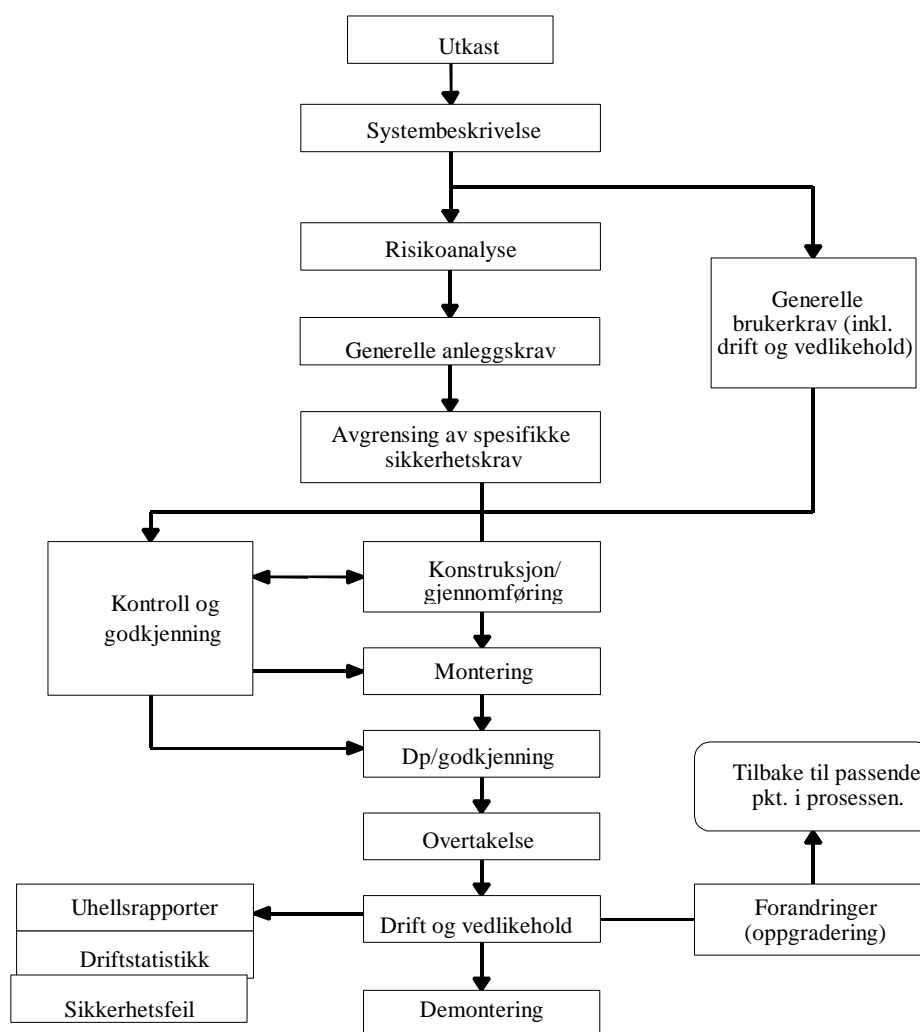 Utkast
Systembeskrivelse
Risikoanalyse
Generelle
brukerkrav (inkl.
drift og vedlikehold)
Generelle anleggskrav
Avgrensing av spesifikke
sikkerhetskrav
Kontroll og
godkjenning
Konstruksjon/
gjennomføring
Montering
Dp/godkjenning
Tilbake til passende
pkt. i prosessen.
Overtakelse
Uhellsrapporter
Driftstatistikk
Sikkerhetsfeil
Drift og vedlikehold
Forandringer
(oppgradering)
Demontering